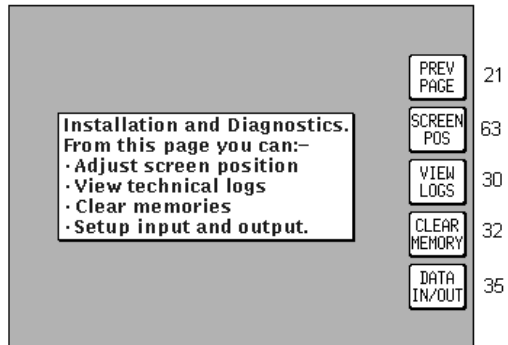 Installation and Diagnostics.
From this page you can:–
·Adjust screen position
·View technical logs
·Clear memories
·Setup input and output.
PREV
PAGE
21
SCREEN
POS
63
VIEW
LOGS
30
CLEAR
MEMORY
32
DATA
IN/OUT
35